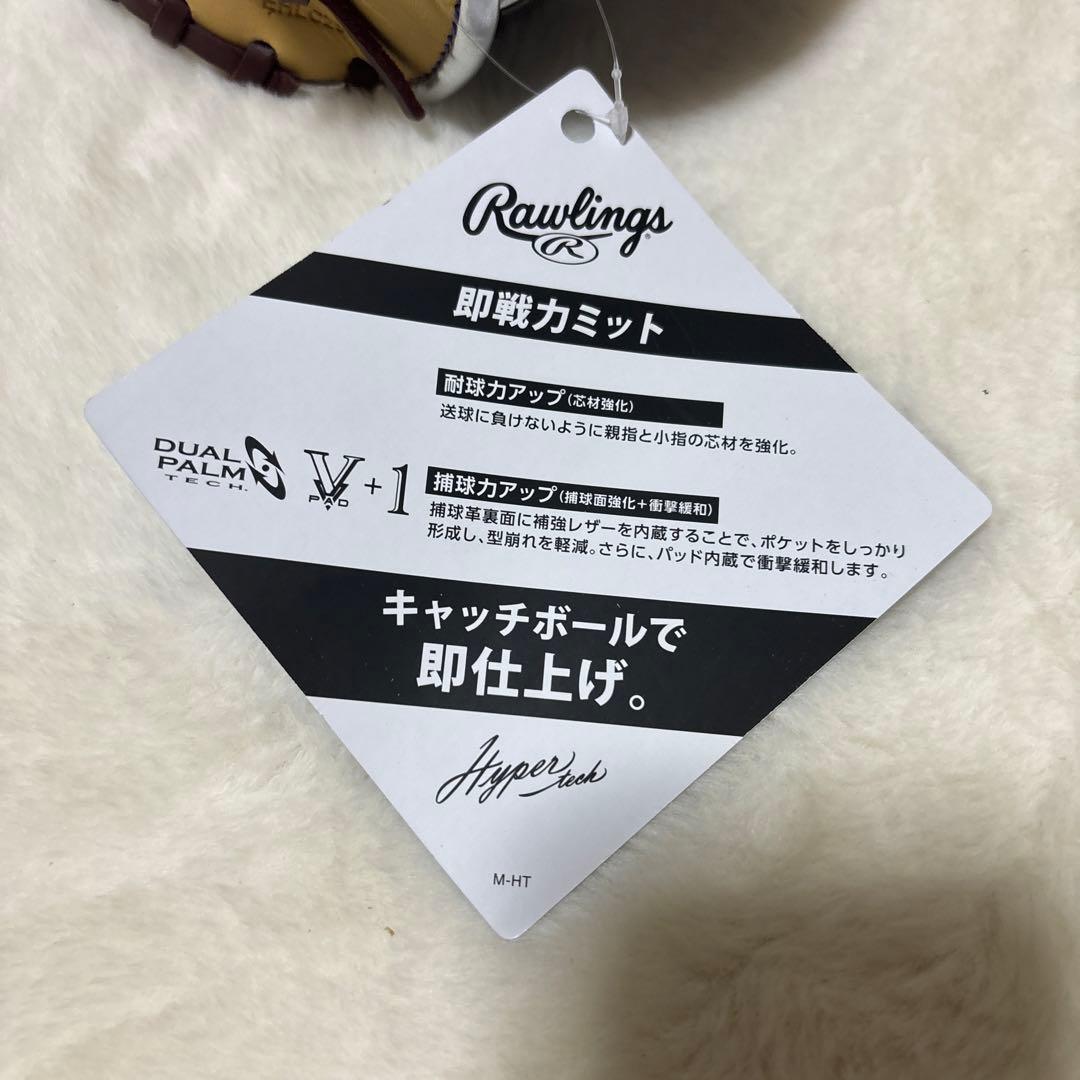 Rawlings
R
即戦力ミット
耐球力アップ(芯材強化)
送球に負けないように親指と小指の芯材を強化。
DUAL
PALM
TECH.
V
PAD
+1
捕球力アップ(捕球面強化+衝撃緩和)
捕球革裏面に補強レザーを内蔵することで、ポケットをしっかり
形成し、型崩れを軽減。さらに、パッド内蔵で衝撃緩和します。
キャッチボールで
即仕上げ。
Hyper tech
M-HT